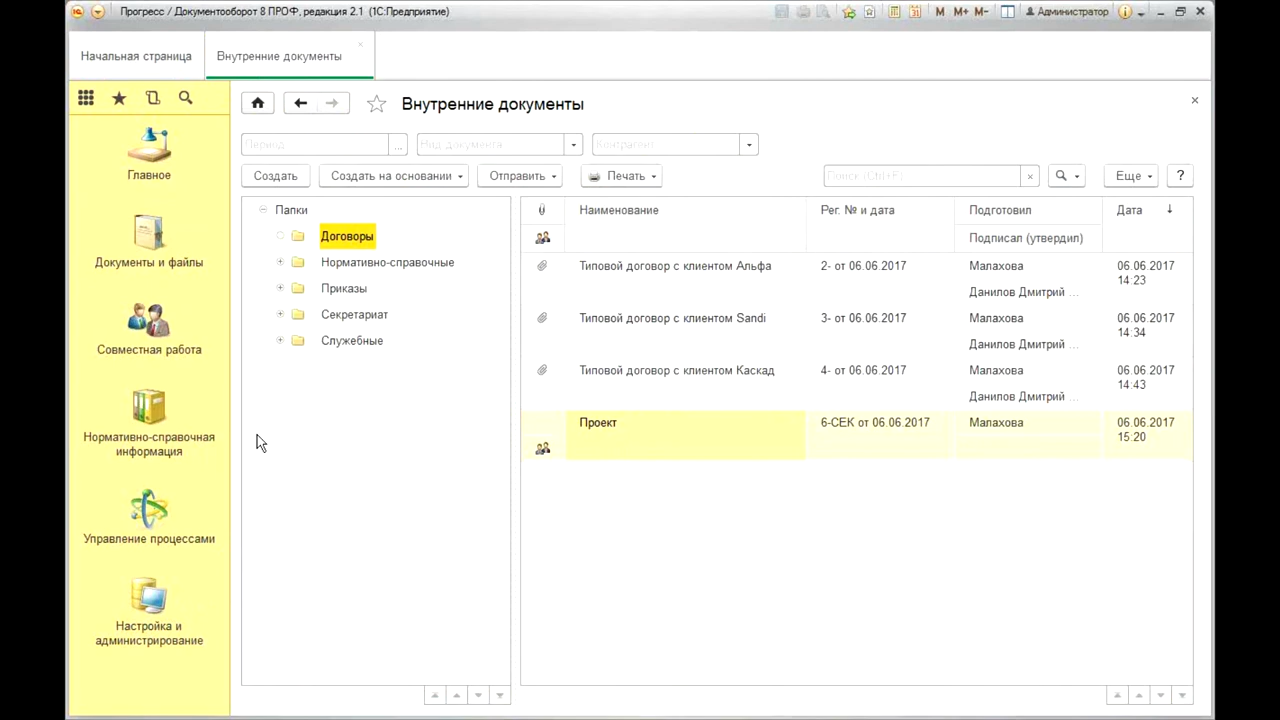 Прогресс / Документооборот 8 ПРОФ, редакция 2.1 (1С:Предприятие)
M M+ M- Администратор
Начальная страница
Внутренние документы
Внутренние документы
Период ...
Вид документа
Контрагент
Создать
Создать на основании
Отправить
Печать
Поиск (Ctrl+F)
Еще
?
Главное
Документы и файлы
Совместная работа
Нормативно-справочная
информация
Управление процессами
Настройка и
администрирование
Папки
Договоры
Нормативно-справочные
Приказы
Секретариат
Служебные
Наименование Рег. № и дата Подготовил Дата
Подписал (утвердил)
Типовой договор с клиентом Альфа 2- от 06.06.2017 Малахова 06.06.2017
14:23
Данилов Дмитрий ...
Типовой договор с клиентом Sandi 3- от 06.06.2017 Малахова 06.06.2017
14:34
Данилов Дмитрий ...
Типовой договор с клиентом Каскад 4- от 06.06.2017 Малахова 06.06.2017
14:43
Данилов Дмитрий ...
Проект 6-СЕК от 06.06.2017 Малахова 06.06.2017
15:20